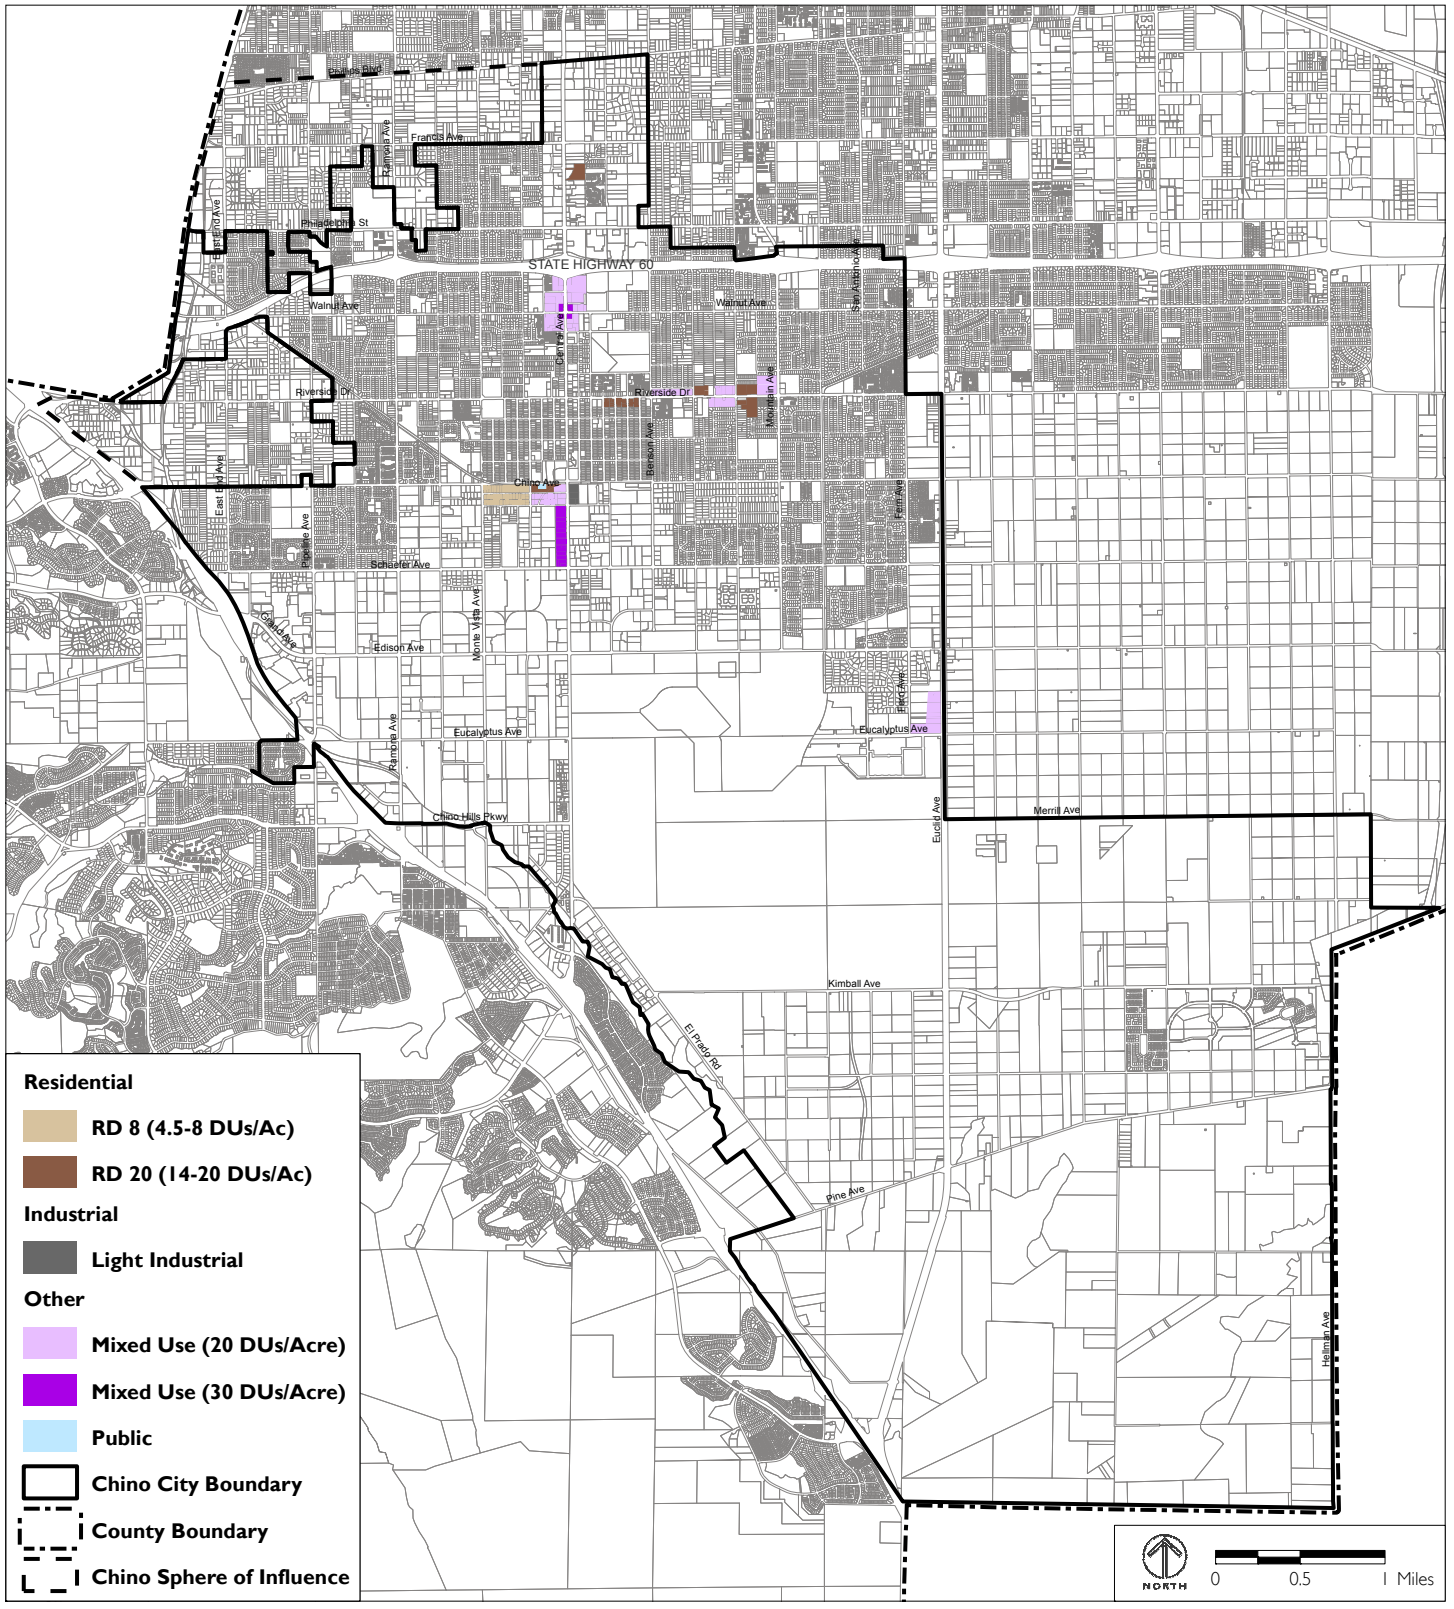 Phillips Blvd
Ramona Ave
Francis Ave
East End Ave
Philadelphia St
STATE HIGHWAY 60
San Antonio Ave
Walnut Ave
Walnut Ave
Central Ave
Riverside Dr
Riverside Dr
Mountain Ave
Benson Ave
East End Ave
Chino Ave
Fern Ave
Pipeline Ave
Schaefer Ave
Monte Vista Ave
Grand Ave
Edison Ave
Fern Ave
Ramona Ave
Eucalyptus Ave
Eucalyptus Ave
Chino Hills Pkwy
Euclid Ave
Merrill Ave
Kimball Ave
El Prado Rd
Pine Ave
Hellman Ave
Residential
RD 8 (4.5-8 DUs/Ac)
RD 20 (14-20 DUs/Ac)
Industrial
Light Industrial
Other
Mixed Use (20 DUs/Acre)
Mixed Use (30 DUs/Acre)
Public
Chino City Boundary
County Boundary
Chino Sphere of Influence
NORTH
0 0.5 1 Miles